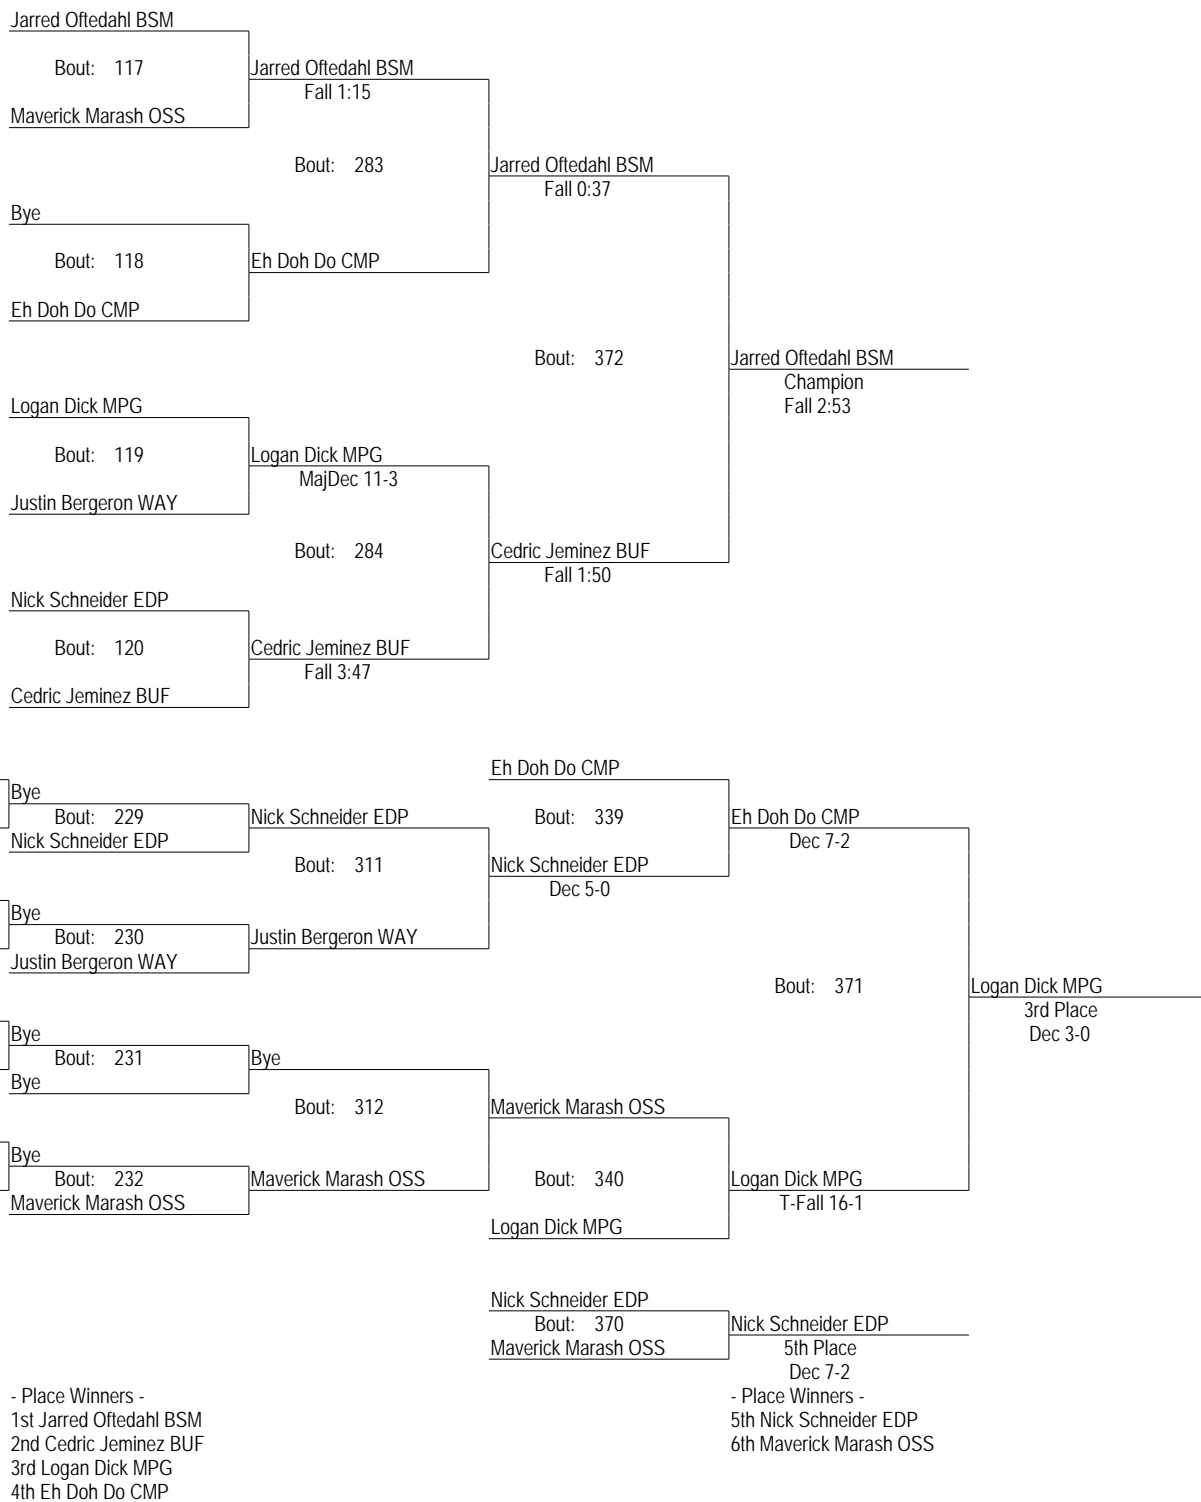 Jarred Oftedahl BSM
Bout: 117
Jarred Oftedahl BSM
Fall 1:15
Maverick Marash OSS
Bout: 283
Jarred Oftedahl BSM
Fall 0:37
Bye
Bout: 118
Eh Doh Do CMP
Eh Doh Do CMP
Bout: 372
Jarred Oftedahl BSM
Champion
Fall 2:53
Logan Dick MPG
Bout: 119
Logan Dick MPG
MajDec 11-3
Justin Bergeron WAY
Bout: 284
Cedric Jeminez BUF
Fall 1:50
Nick Schneider EDP
Bout: 120
Cedric Jeminez BUF
Fall 3:47
Cedric Jeminez BUF
Eh Doh Do CMP
Bye
Bout: 229
Nick Schneider EDP
Bout: 339
Eh Doh Do CMP
Nick Schneider EDP
Dec 7-2
Bout: 311
Nick Schneider EDP
Dec 5-0
Bye
Bout: 230
Justin Bergeron WAY
Justin Bergeron WAY
Bout: 371
Logan Dick MPG
3rd Place
Dec 3-0
Bye
Bout: 231
Bye
Bye
Bout: 312
Maverick Marash OSS
Bye
Bout: 232
Maverick Marash OSS
Bout: 340
Logan Dick MPG
Maverick Marash OSS
T-Fall 16-1
Logan Dick MPG
Nick Schneider EDP
Bout: 370
Nick Schneider EDP
Maverick Marash OSS
5th Place
Dec 7-2
- Place Winners -
1st Jarred Oftedahl BSM
2nd Cedric Jeminez BUF
3rd Logan Dick MPG
4th Eh Doh Do CMP
- Place Winners -
5th Nick Schneider EDP
6th Maverick Marash OSS